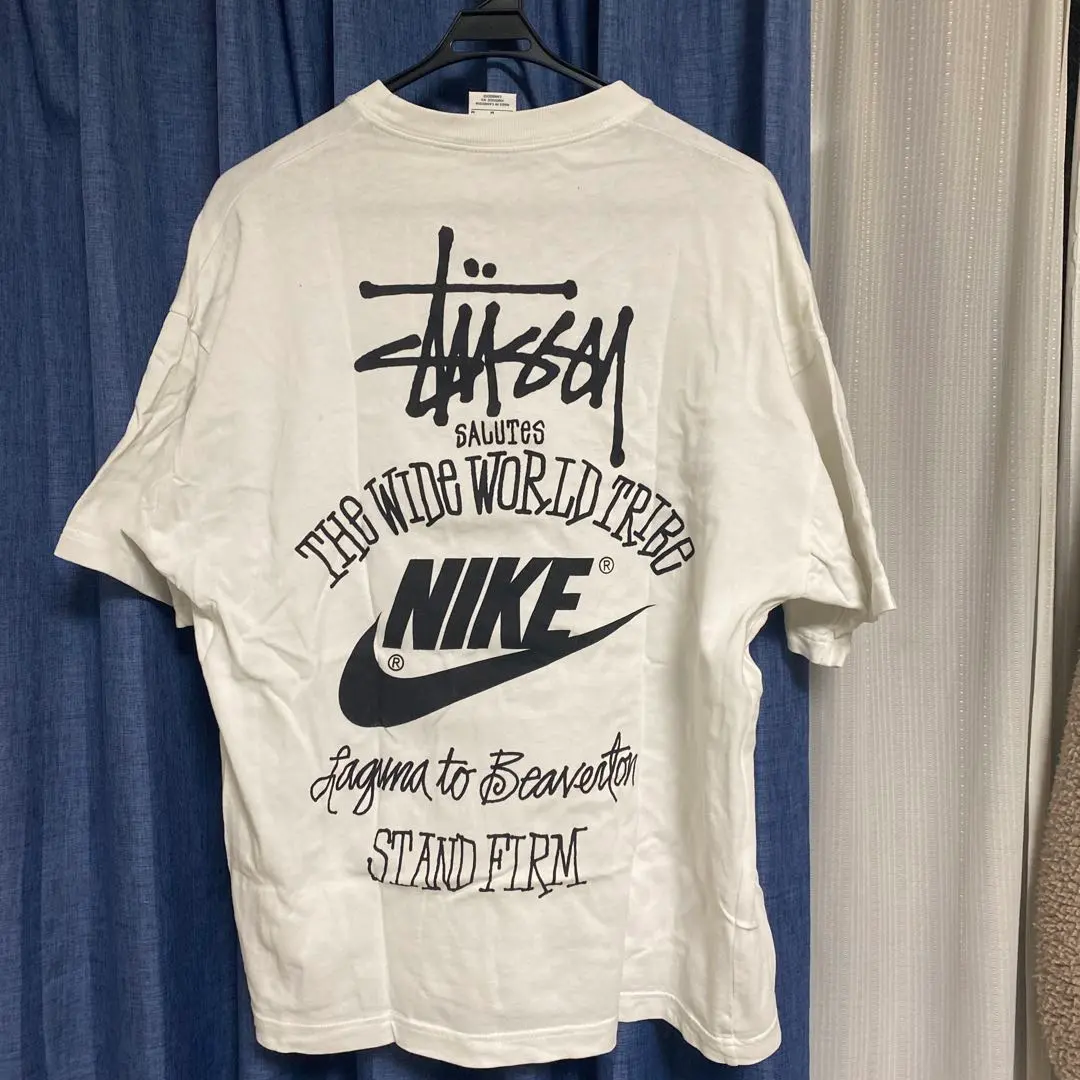 Stüssy
SALUTES
THE WIDE WORLD TRIBE
NIKE®
®
Laguna to Beaverton
STAND FIRM